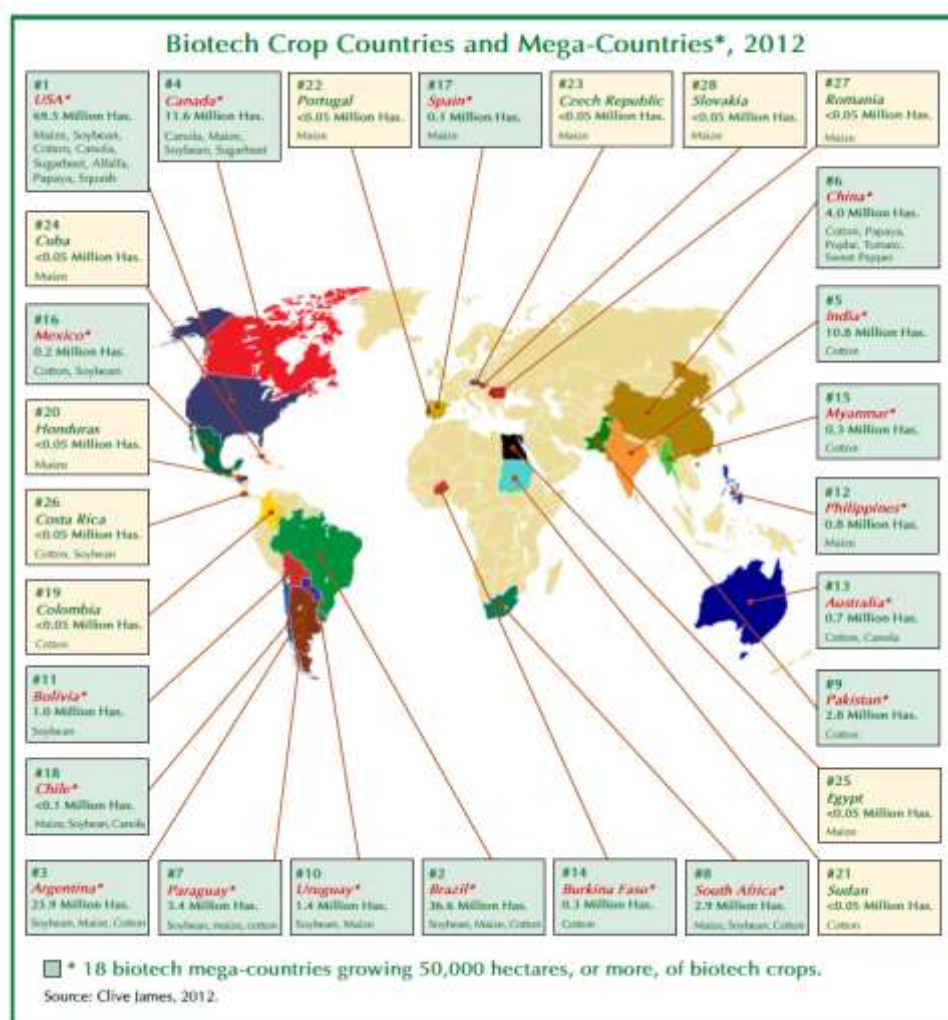 Biotech Crop Countries and Mega-Countries*, 2012
#1
USA*
69.5 Million Has.
Maize, Soybean,
Cotton, Canola,
Sugarbeet, Alfalfa,
Papaya, Squash
#4
Canada*
11.6 Million Has.
Canola, Maize,
Soybean, Sugarbeet
#22
Portugal
<0.05 Million Has.
Maize
#17
Spain*
0.1 Million Has.
Maize
#23
Czech Republic
<0.05 Million Has.
Maize
#28
Slovakia
<0.05 Million Has.
Maize
#27
Romania
<0.05 Million Has.
Maize
#24
Cuba
<0.05 Million Has.
Maize
#6
China*
4.0 Million Has.
Cotton, Papaya,
Poplar, Tomato,
Sweet Pepper
#16
Mexico*
0.2 Million Has.
Cotton, Soybean
#5
India*
10.8 Million Has.
Cotton
#20
Honduras
<0.05 Million Has.
Maize
#15
Myanmar*
0.3 Million Has.
Cotton
#26
Costa Rica
<0.05 Million Has.
Cotton, Soybean
#12
Philippines*
0.8 Million Has.
Maize
#19
Colombia
<0.05 Million Has.
Cotton
#13
Australia*
0.7 Million Has.
Cotton, Canola
#11
Bolivia*
1.0 Million Has.
Soybean
#9
Pakistan*
2.8 Million Has.
Cotton
#18
Chile*
<0.1 Million Has.
Maize, Soybean, Canola
#25
Egypt
<0.05 Million Has.
Maize
#3
Argentina*
23.9 Million Has.
Soybean, Maize, Cotton
#7
Paraguay*
3.4 Million Has.
Soybean, maize, cotton
#10
Uruguay*
1.4 Million Has.
Soybean, Maize
#2
Brazil*
36.6 Million Has.
Soybean, Maize, Cotton
#14
Burkina Faso*
0.3 Million Has.
Cotton
#8
South Africa*
2.9 Million Has.
Maize, Soybean, Cotton
#21
Sudan
<0.05 Million Has.
Cotton
* 18 biotech mega-countries growing 50,000 hectares, or more, of biotech crops.
Source: Clive James, 2012.